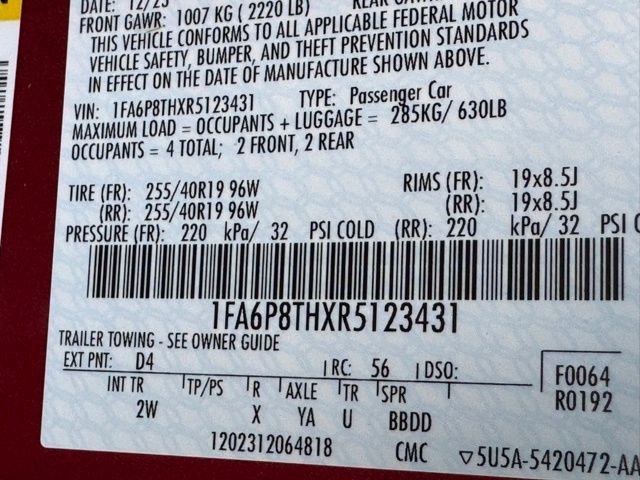 DATE: 12/23
FRONT GAWR: 1007 KG ( 2220 LB)
THIS VEHICLE CONFORMS TO ALL APPLICABLE FEDERAL MOTOR
VEHICLE SAFETY, BUMPER, AND THEFT PREVENTION STANDARDS
IN EFFECT ON THE DATE OF MANUFACTURE SHOWN ABOVE.
VIN: 1FA6P8THXR5123431 TYPE: Passenger Car
MAXIMUM LOAD = OCCUPANTS + LUGGAGE = 285KG/ 630LB
OCCUPANTS = 4 TOTAL; 2 FRONT, 2 REAR
TIRE (FR): 255/40R19 96W RIMS (FR): 19x8.5J
(RR): 255/40R19 96W (RR): 19x8.5J
PRESSURE (FR): 220 kPa/ 32 PSI COLD (RR): 220 kPa/ 32 PSI C
1FA6P8THXR5123431
TRAILER TOWING - SEE OWNER GUIDE
EXT PNT: D4 RC: 56 DSO: F0064
INT TR TP/PS R AXLE TR SPR R0192
2W X YA U BBDD
1202312064818 CMC ▽5U5A-5420472-AA